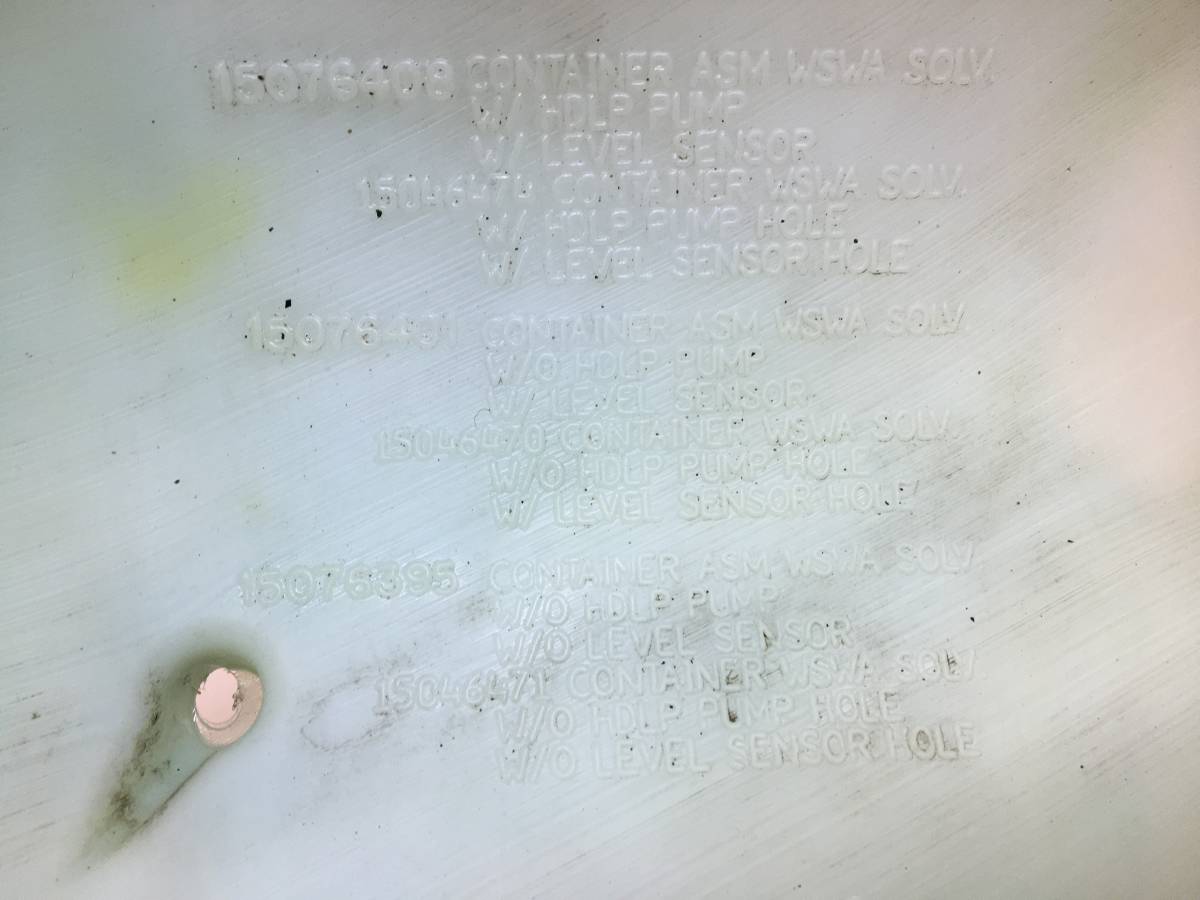 15076408 CONTAINER ASM WSWA SOLV.
W/ HDLP PUMP
W/ LEVEL SENSOR
15046474 CONTAINER WSWA SOLV.
W/ HDLP PUMP HOLE
W/ LEVEL SENSOR HOLE
15076401 CONTAINER ASM WSWA SOLV.
W/O HDLP PUMP
W/ LEVEL SENSOR
15046470 CONTAINER WSWA SOLV.
W/O HDLP PUMP HOLE
W/ LEVEL SENSOR HOLE
15076395 CONTAINER ASM WSWA SOLV
W/O HDLP PUMP
W/O LEVEL SENSOR
15046471 CONTAINER WSWA SOLV.
W/O HDLP PUMP HOLE
W/O LEVEL SENSOR HOLE